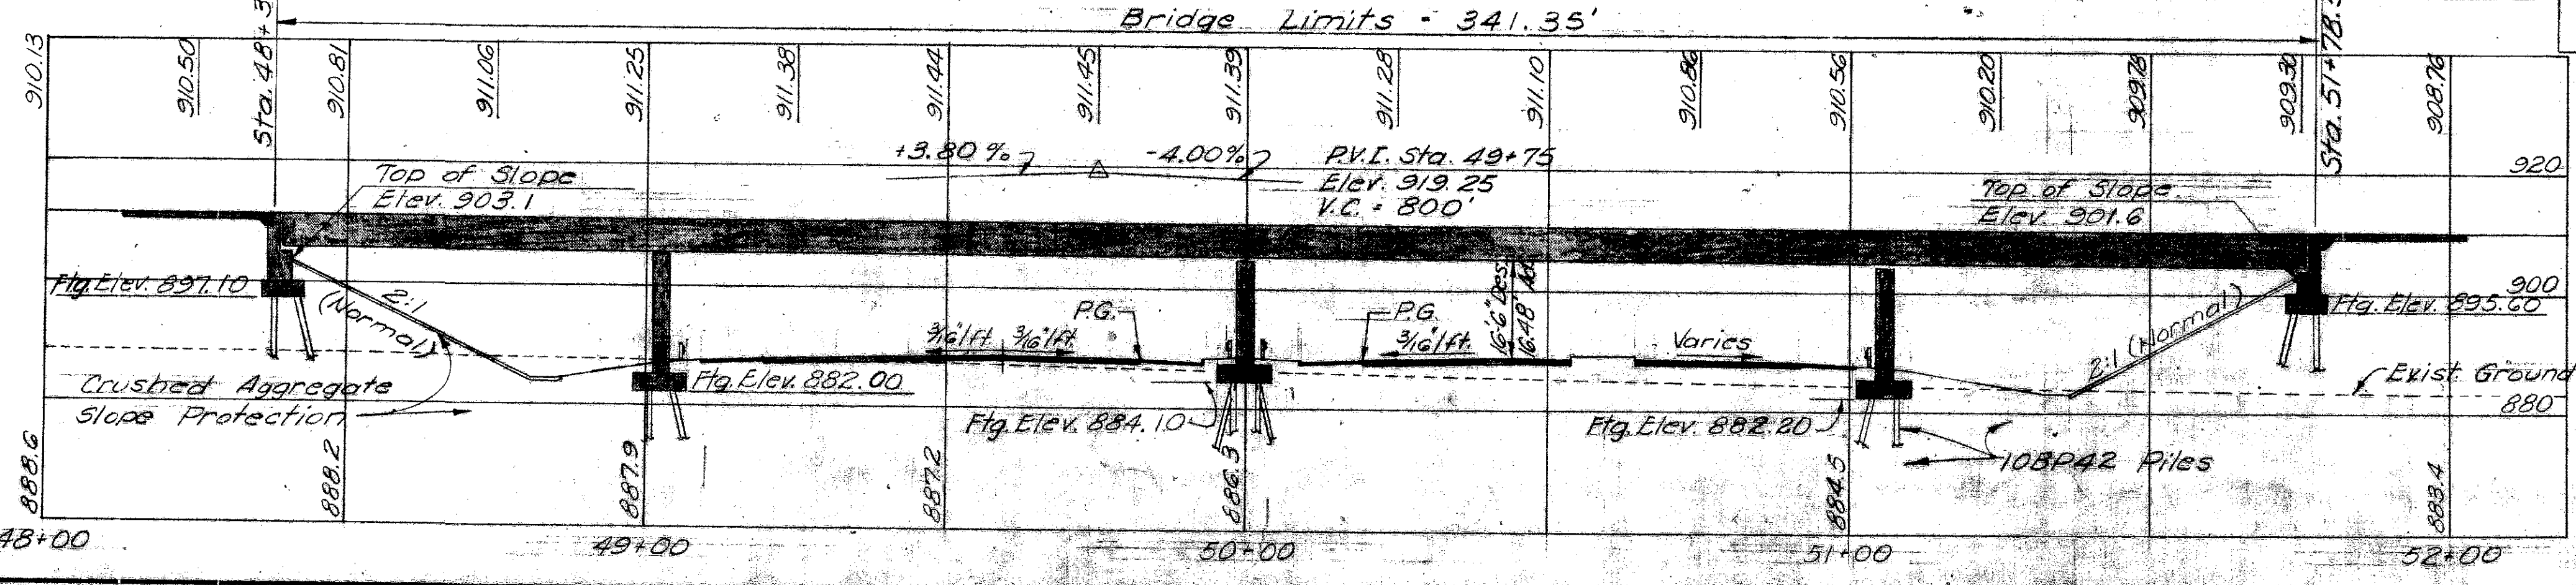 Bridge Limits - 341.35'
910.13
910.50
Sta. 48+3
910.81
911.06
911.25
911.38
911.44
911.45
911.39
911.28
911.10
910.86
910.56
910.20
909.78
909.30
Sta. 51+78.
908.76
+3.80%
-4.00%
P.V.I. Sta. 49+75
Elev. 919.25
V.C. = 800'
920
Top of Slope
Elev. 903.1
Top of Slope
Elev. 901.6
Ftg. Elev. 897.10
2:1
(Normal)
P.G.
P.G.
3/16"/ft.
3/16"/ft.
3/16"/ft.
16'-6" Des.
16.48'
Varies
2:1 (Normal)
900
Ftg. Elev. 895.60
Crushed Aggregate
Slope Protection
Ftg. Elev. 882.00
Ftg. Elev. 884.10
Ftg. Elev. 882.20
Exist. Ground
880
10BP42 Piles
888.6
888.2
887.9
887.2
886.3
884.5
883.4
48+00
49+00
50+00
51+00
52+00